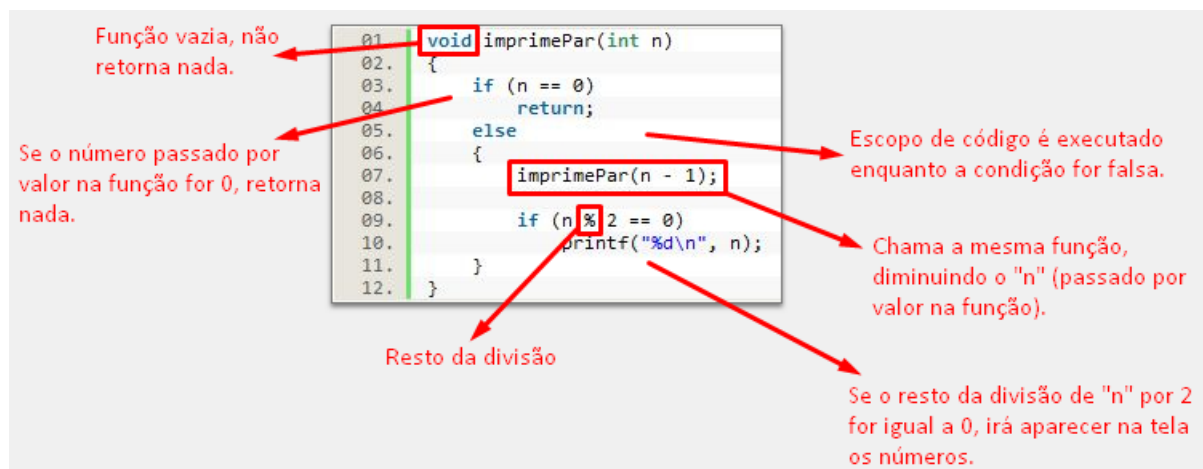 Função vazia, não
retorna nada.
Se o número passado por
valor na função for 0, retorna
nada.
01. void imprimePar(int n)
02. {
03. if (n == 0)
04. return;
05. else
06. {
07. imprimePar(n - 1);
08.
09. if (n % 2 == 0)
10. printf("%d\n", n);
11. }
12. }
Escopo de código é executado
enquanto a condição for falsa.
Chama a mesma função,
diminuindo o "n" (passado por
valor na função).
Resto da divisão
Se o resto da divisão de "n" por 2
for igual a 0, irá aparecer na tela
os números.